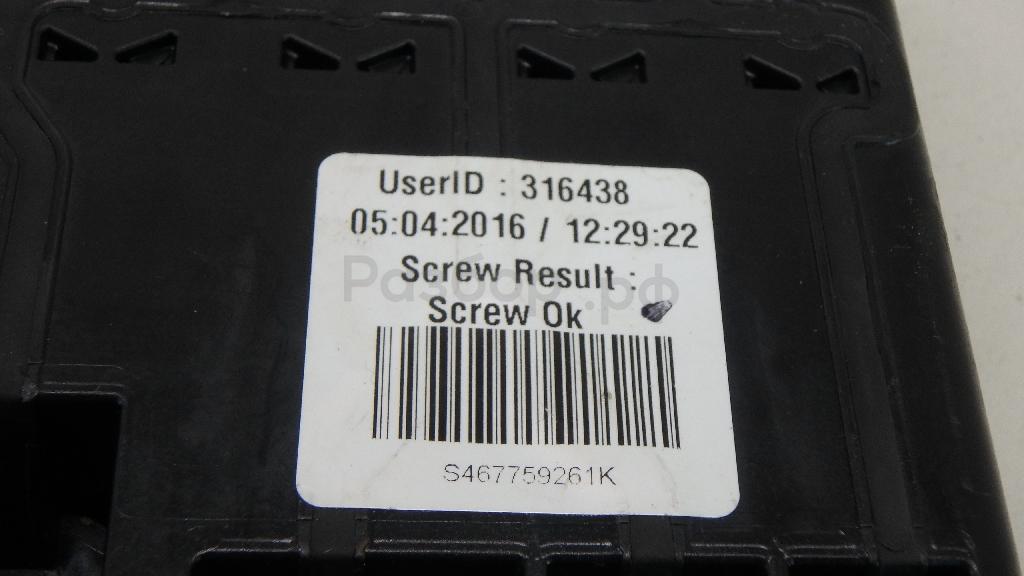 UserID : 316438
05:04:2016 / 12:29:22
Screw Result :
Разбор.рф
Screw Ok
S467759261K